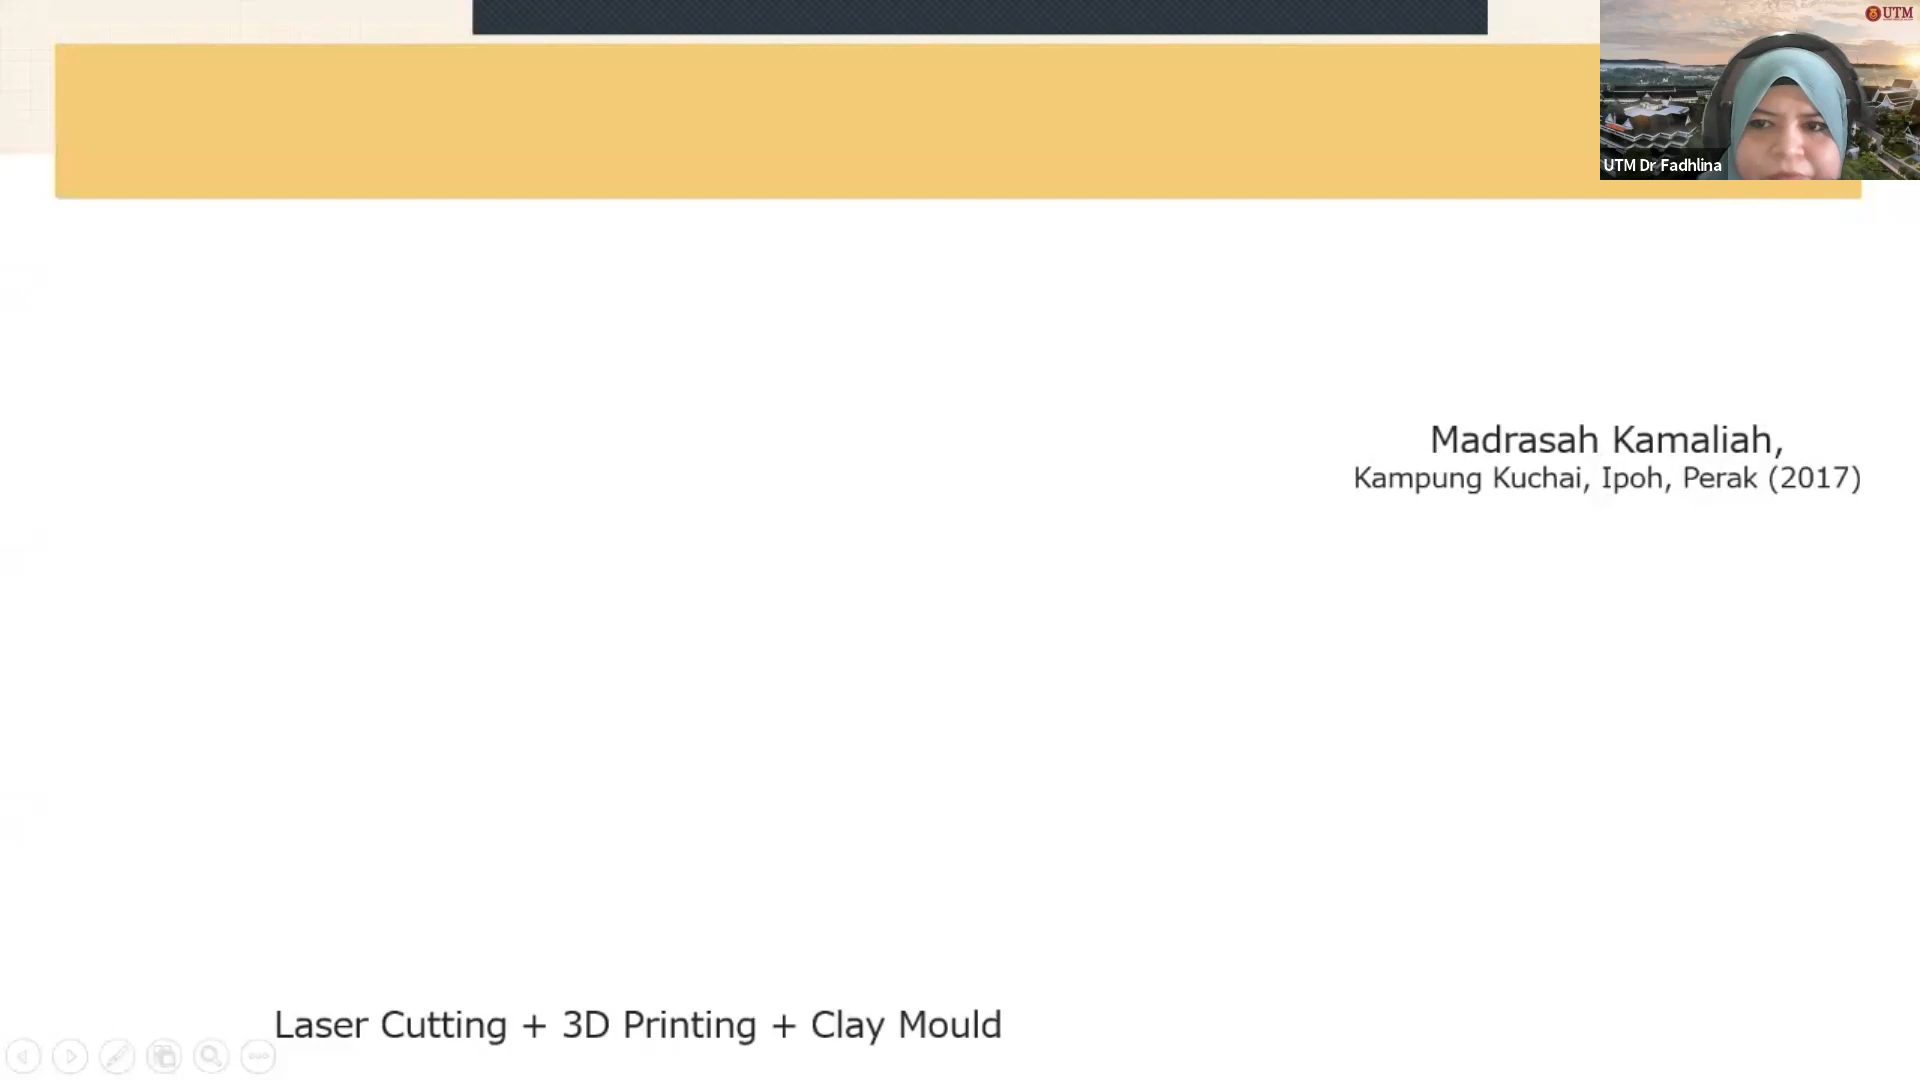 UTM
UTM Dr Fadhlina
Madrasah Kamaliah,
Kampung Kuchai, Ipoh, Perak (2017)
Laser Cutting + 3D Printing + Clay Mould